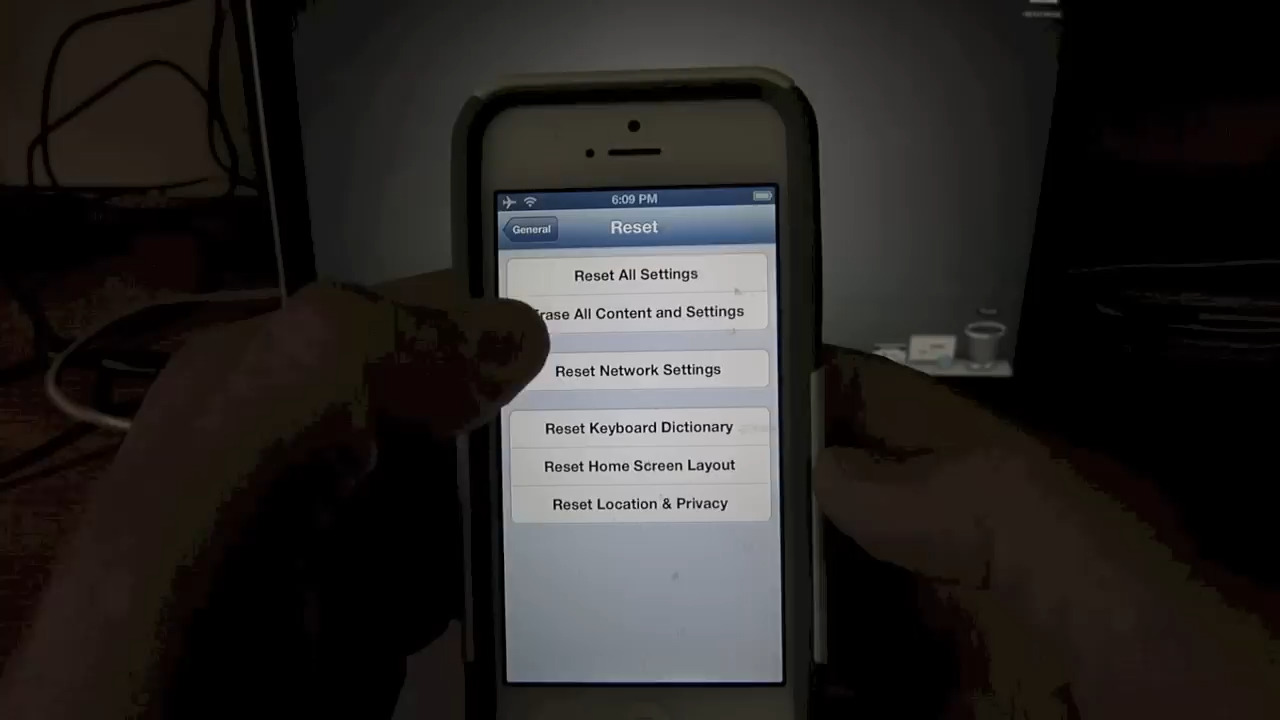 6:09 PM
General
Reset
Reset All Settings
Erase All Content and Settings
Reset Network Settings
Reset Keyboard Dictionary
Reset Home Screen Layout
Reset Location & Privacy